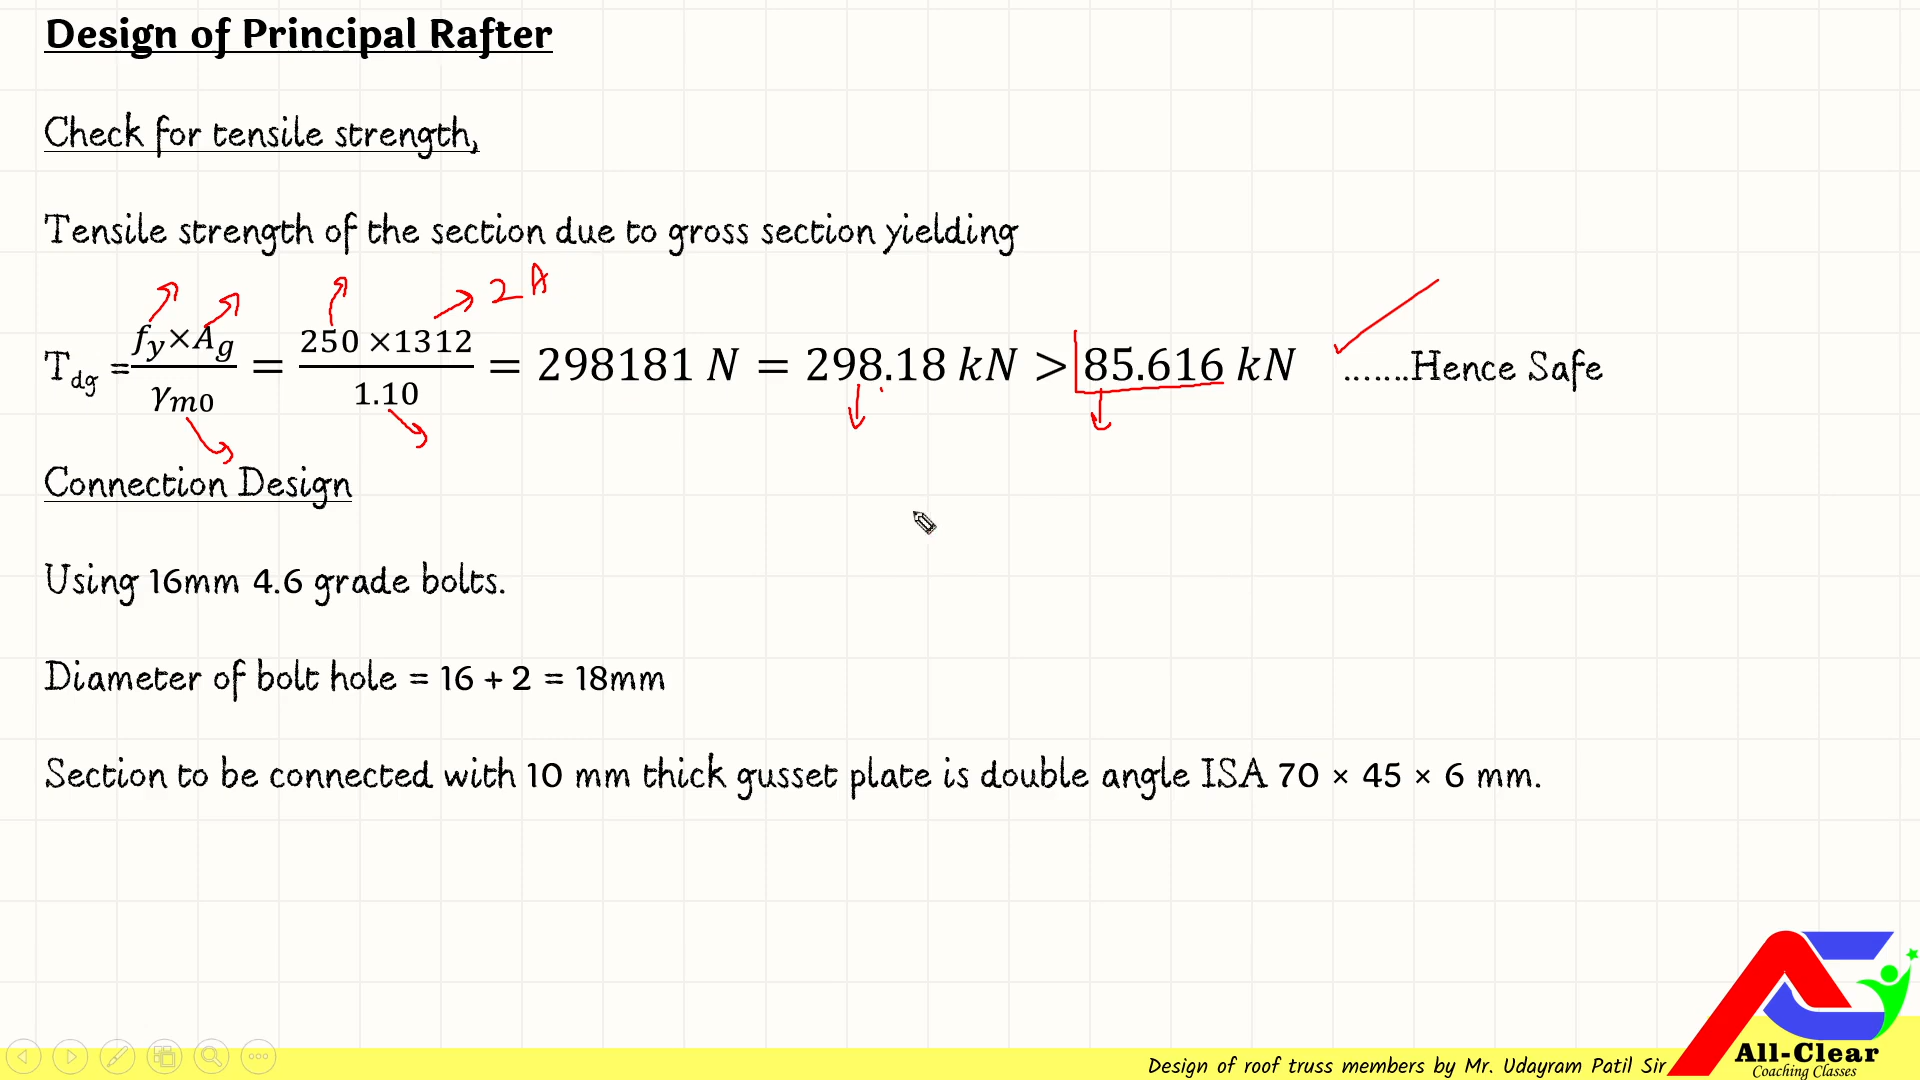 Design of Principal Rafter
Check for tensile strength,
Tensile strength of the section due to gross section yielding
2 A
T_dg = (f_y × A_g)/γ_m0 = (250 × 1312)/1.10 = 298181 N = 298.18 kN > 85.616 kN .......Hence Safe
Connection Design
Using 16mm 4.6 grade bolts.
Diameter of bolt hole = 16 + 2 = 18mm
Section to be connected with 10 mm thick gusset plate is double angle ISA 70 × 45 × 6 mm.
Design of roof truss members by Mr. Udayram Patil Sir
All-Clear
Coaching Classes